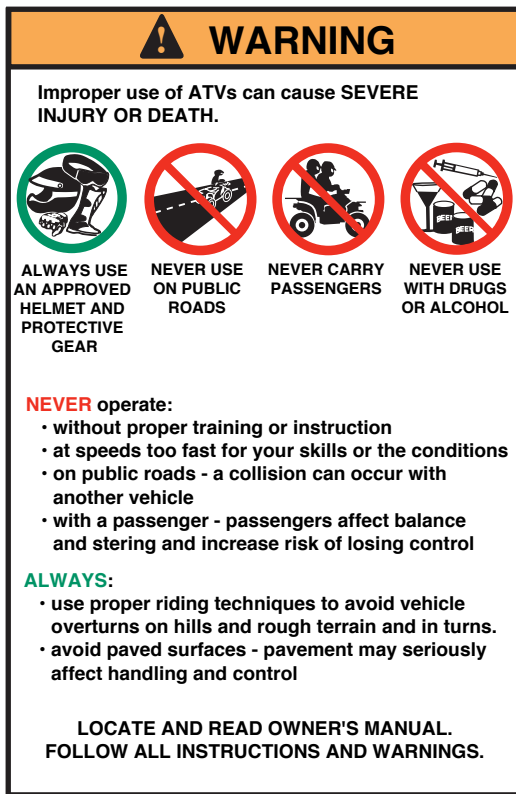 WARNING
Improper use of ATVs can cause SEVERE
INJURY OR DEATH.
ALWAYS USE
AN APPROVED
HELMET AND
PROTECTIVE
GEAR
NEVER USE
ON PUBLIC
ROADS
NEVER CARRY
PASSENGERS
BEER
BEER
NEVER USE
WITH DRUGS
OR ALCOHOL
NEVER operate:
• without proper training or instruction
• at speeds too fast for your skills or the conditions
• on public roads - a collision can occur with
another vehicle
• with a passenger - passengers affect balance
and stering and increase risk of losing control
ALWAYS:
• use proper riding techniques to avoid vehicle
overturns on hills and rough terrain and in turns.
• avoid paved surfaces - pavement may seriously
affect handling and control
LOCATE AND READ OWNER'S MANUAL.
FOLLOW ALL INSTRUCTIONS AND WARNINGS.